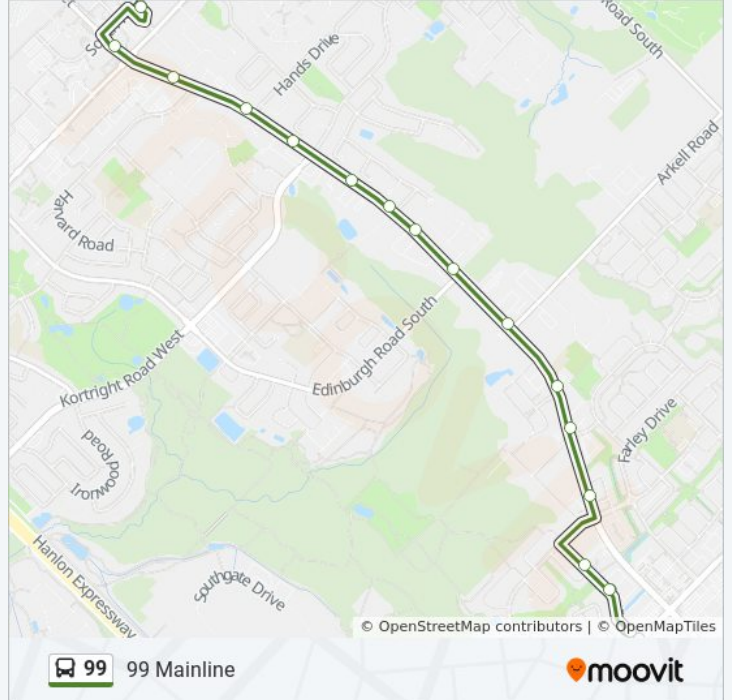 So
Hands Drive
Road South
Arkell Road
Harvard Road
Edinburgh Road South
Kortright Road West
Farley Drive
Ironwood Road
Hanlon Expressway
Southgate Drive
© OpenStreetMap contributors | © OpenMapTiles
99 99 Mainline
moovit